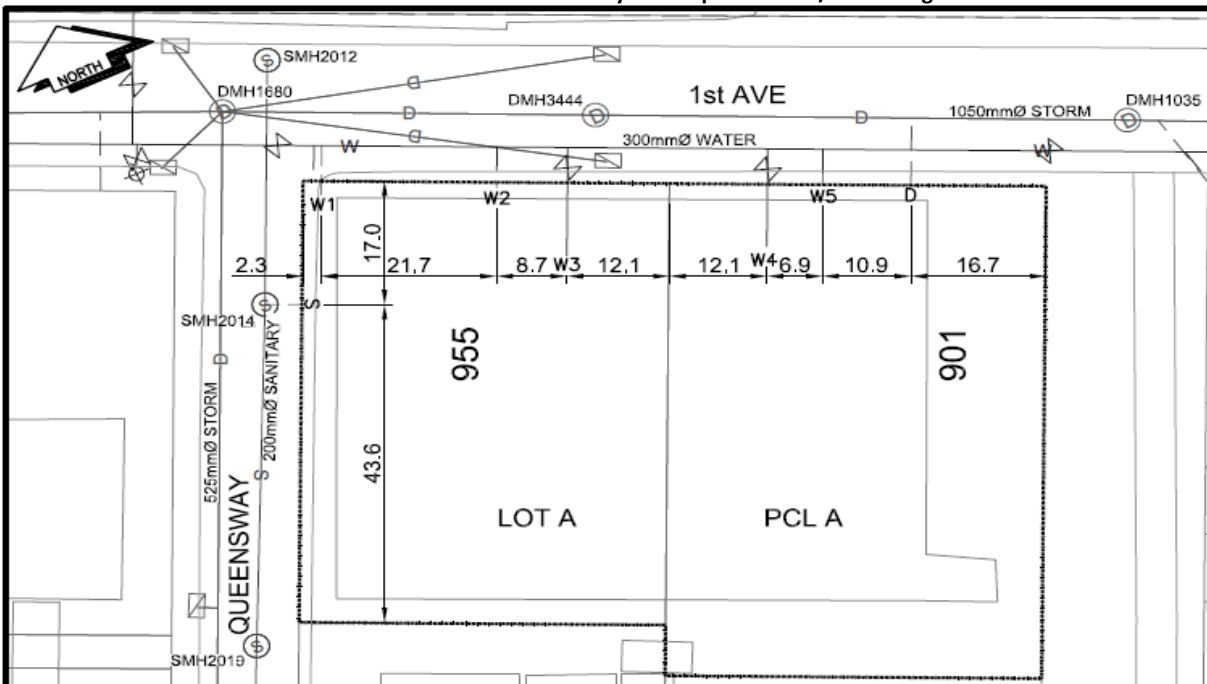 NORTH
SMH2012
DMH1680
D
DMH3444
1st AVE
1050mmØ STORM
DMH1035
S
D
D
D
D
D
D
D
W
300mmØ WATER
W
W1
W2
W5
D
17.0
2.3
21.7
8.7
W3
12.1
12.1
W4
6.9
10.9
16.7
S
SMH2014
S
955
901
D
525mmØ STORM
200mmØ SANITARY
43.6
S
QUEENSWAY
LOT A
PCL A
S
SMH2019